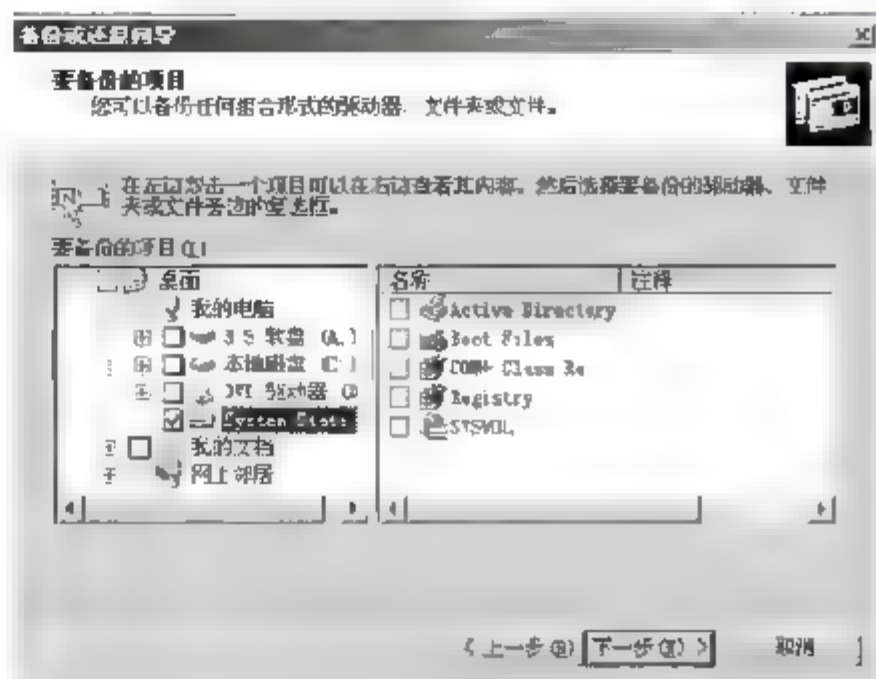 备份或还原向导
要备份的项目
您可以备份任何组合形式的驱动器、文件夹或文件。
在左边双击一个项目可以在右边查看其内容。然后选择要备份的驱动器、文件
夹或文件旁边的复选框。
要备份的项目(I)
桌面
我的电脑
3.5 软盘 (A:)
本地磁盘 (C:)
驱动器
System State
我的文档
网上邻居
名称
注释
Active Directory
Boot Files
COM+ Class Re
Registry
SYSVOL
< 上一步(B)
下一步(N) >
取消